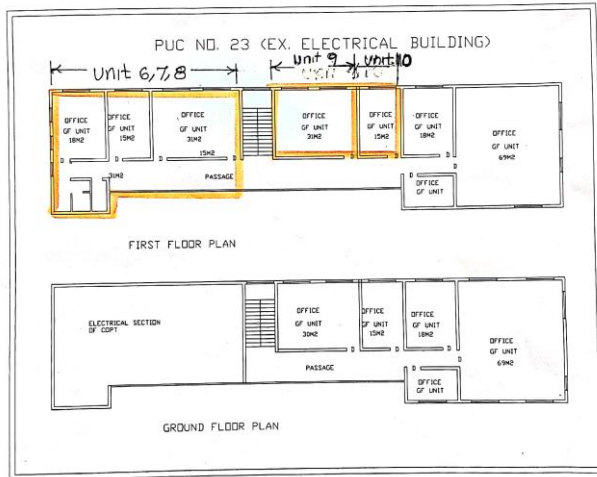 PUC NO. 23 (EX. ELECTRICAL BUILDING)
Unit 6,7,8
Unit 9
Unit 10
OFFICE
GF UNIT
18M2
OFFICE
GF UNIT
15M2
OFFICE
GF UNIT
31M2
15M2
31M2
OFFICE
GF UNIT
31M2
OFFICE
GF UNIT
15M2
OFFICE
GF UNIT
18M2
OFFICE
GF UNIT
69M2
PASSAGE
OFFICE
GF UNIT
FIRST FLOOR PLAN
ELECTRICAL SECTION
OF CDPT
OFFICE
GF UNIT
30M2
OFFICE
GF UNIT
15M2
OFFICE
GF UNIT
18M2
OFFICE
GF UNIT
69M2
PASSAGE
OFFICE
GF UNIT
GROUND FLOOR PLAN